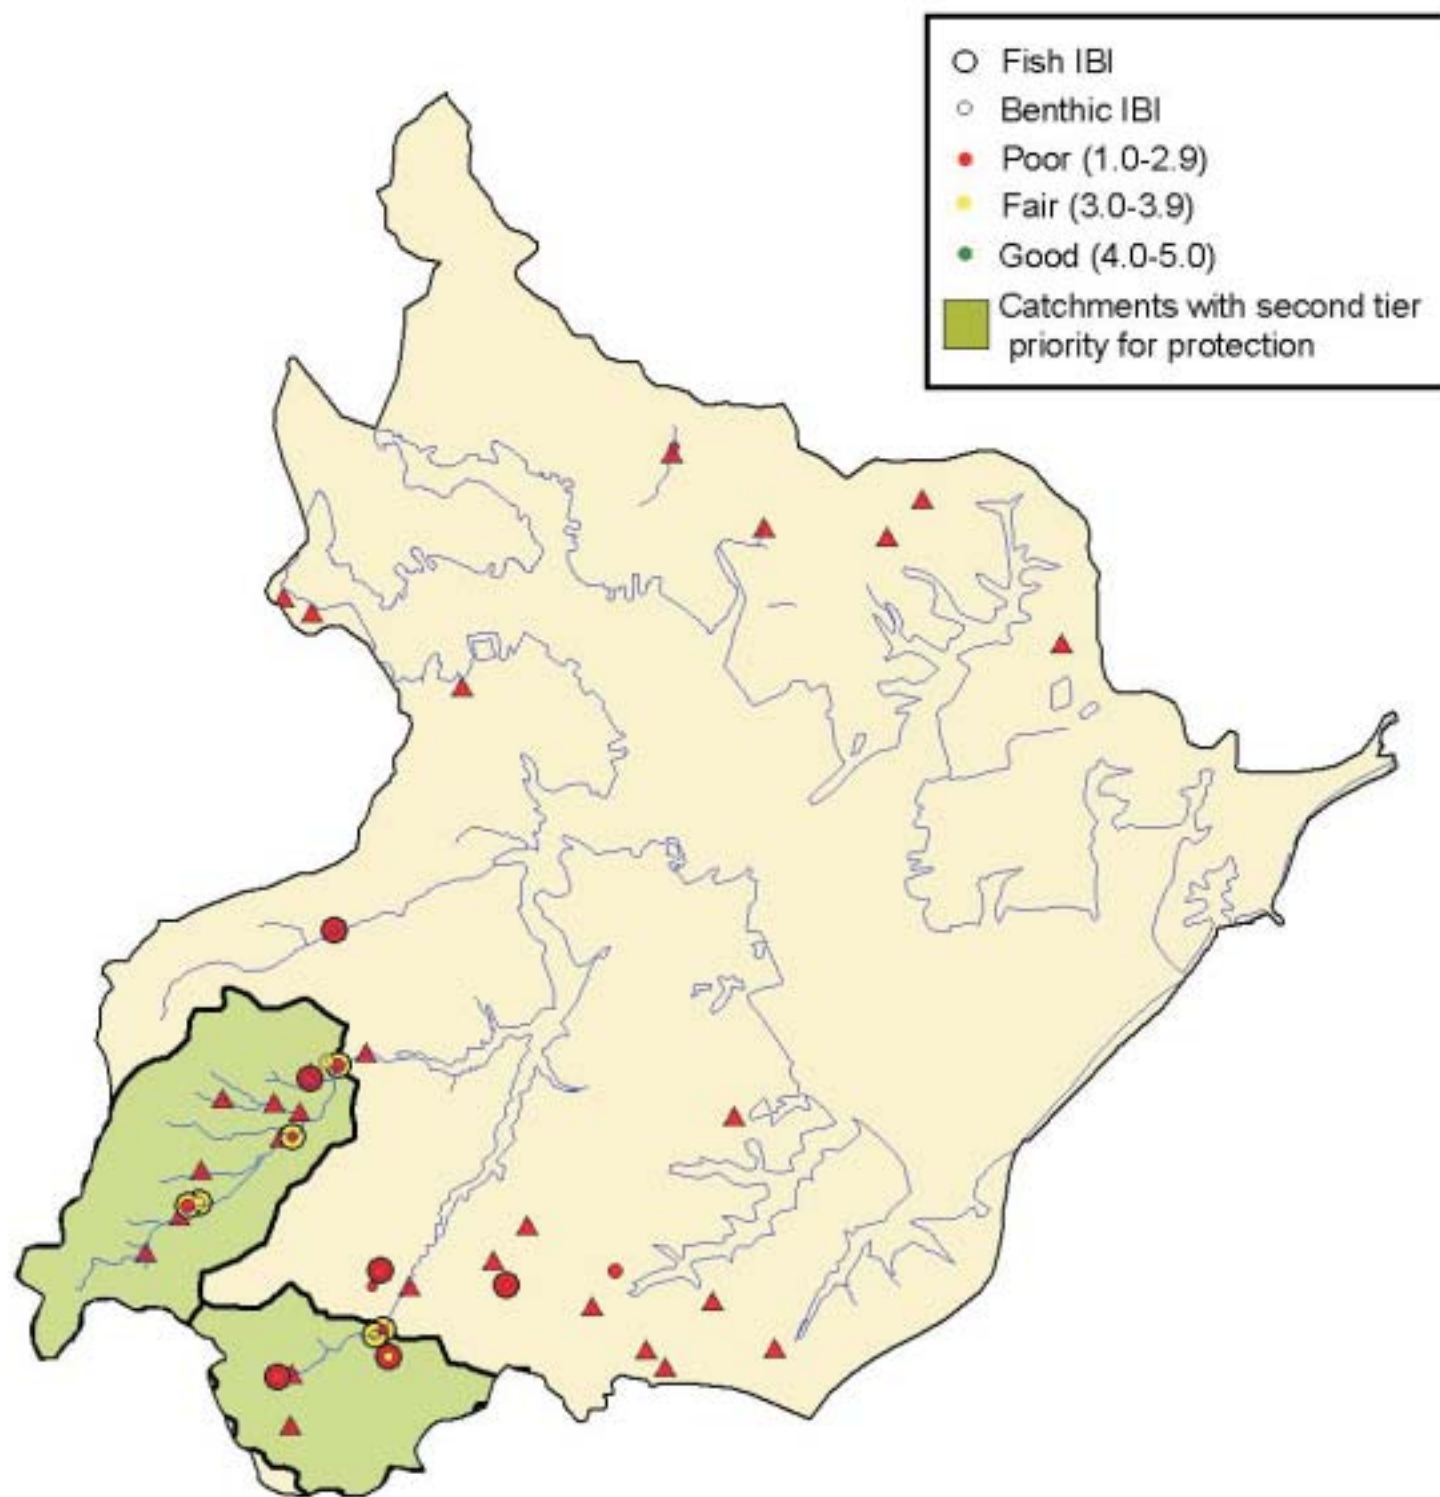 Fish IBI
Benthic IBI
Poor (1.0-2.9)
Fair (3.0-3.9)
Good (4.0-5.0)
Catchments with second tier
priority for protection